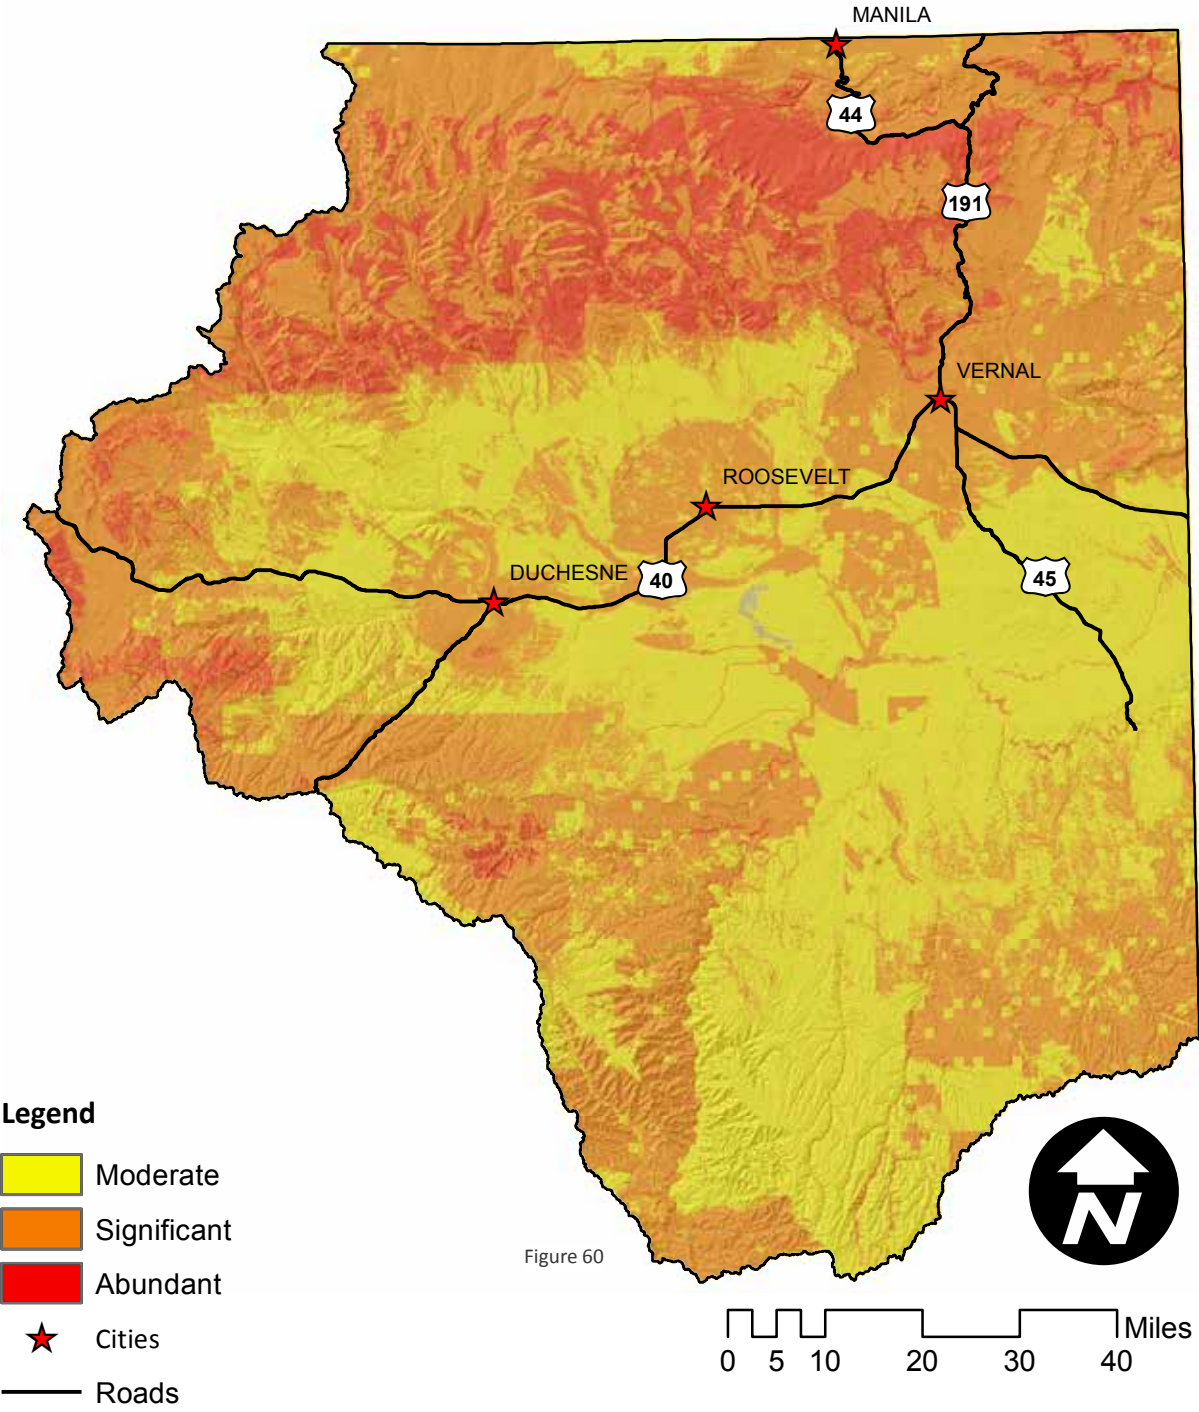 MANILA
44
191
VERNAL
ROOSEVELT
DUCHESNE
40
45
Legend
Moderate
Significant
Abundant
Cities
Roads
Figure 60
N
Miles
0 5 10 20 30 40